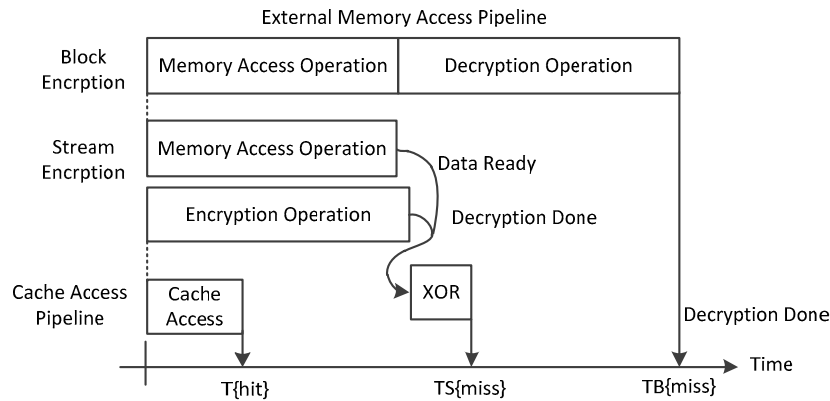 External Memory Access Pipeline
Block
Encrption
Memory Access Operation
Decryption Operation
Stream
Encrption
Memory Access Operation
Data Ready
Encryption Operation
Decryption Done
Cache Access
Pipeline
Cache
Access
XOR
Decryption Done
Time
T{hit}
TS{miss}
TB{miss}